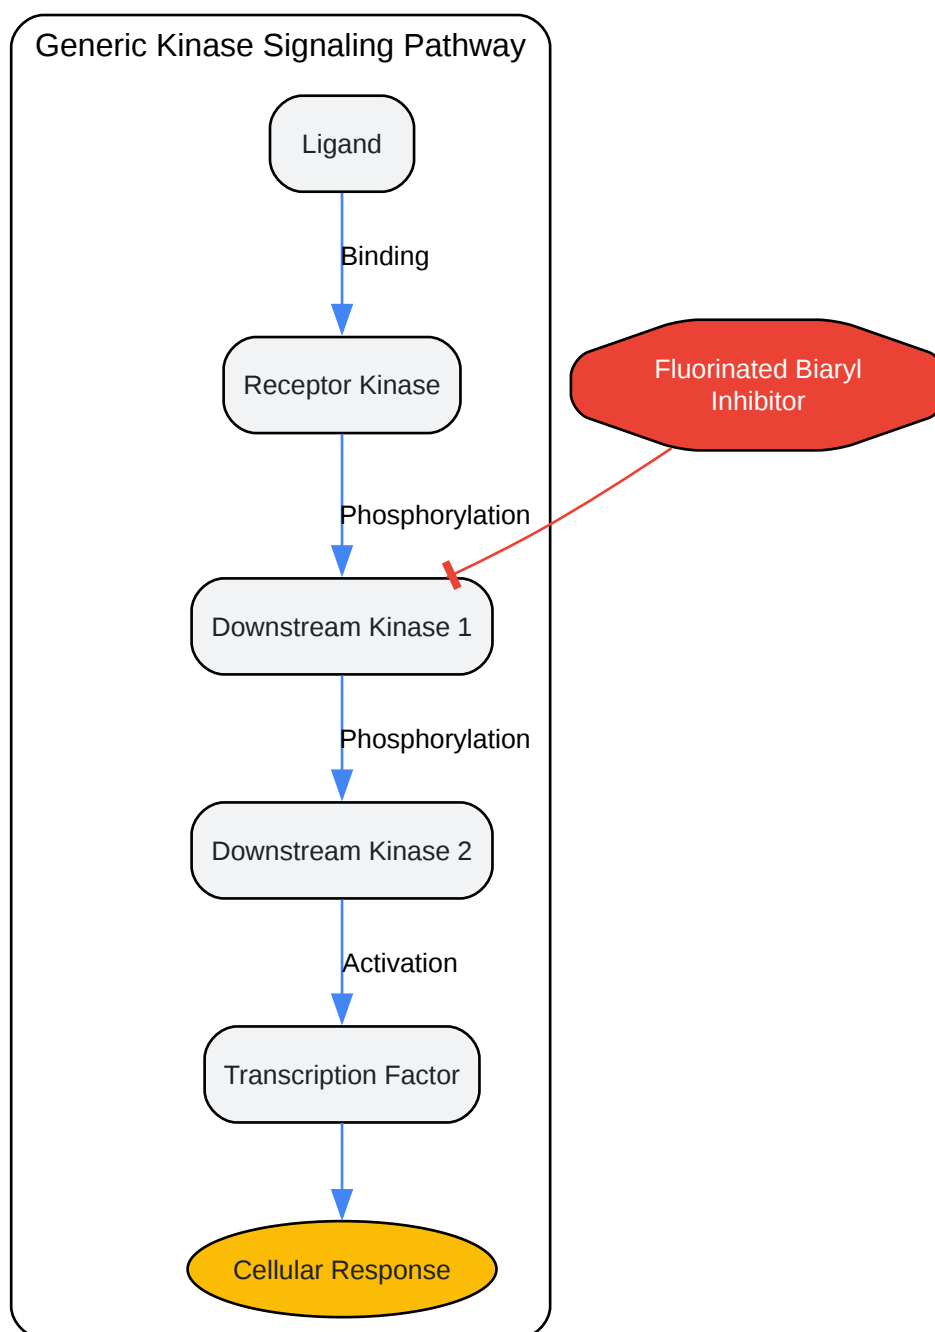 Generic Kinase Signaling Pathway
Ligand
Binding
Receptor Kinase
Fluorinated Biaryl
Inhibitor
Phosphorylation
Downstream Kinase 1
Phosphorylation
Downstream Kinase 2
Activation
Transcription Factor
Cellular Response